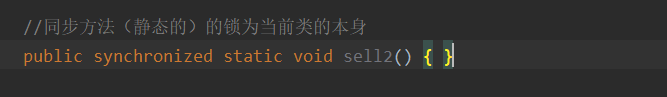 //同步方法（静态的）的锁为当前类的本身
public synchronized static void sell2() { }